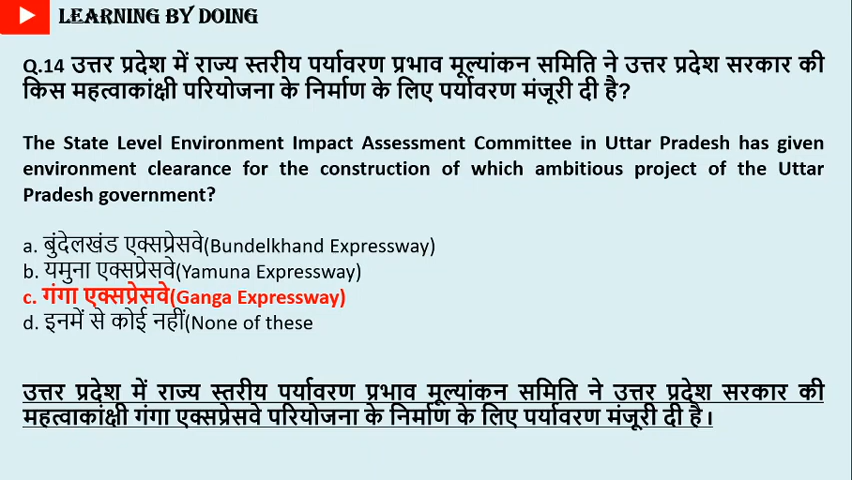 LEARNING BY DOING
Q.14 उत्तर प्रदेश में राज्य स्तरीय पर्यावरण प्रभाव मूल्यांकन समिति ने उत्तर प्रदेश सरकार की
किस महत्वाकांक्षी परियोजना के निर्माण के लिए पर्यावरण मंजूरी दी है?
The State Level Environment Impact Assessment Committee in Uttar Pradesh has given
environment clearance for the construction of which ambitious project of the Uttar
Pradesh government?
a. बुंदेलखंड एक्सप्रेसवे(Bundelkhand Expressway)
b. यमुना एक्सप्रेसवे(Yamuna Expressway)
c. गंगा एक्सप्रेसवे(Ganga Expressway)
d. इनमें से कोई नहीं(None of these
उत्तर प्रदेश में राज्य स्तरीय पर्यावरण प्रभाव मूल्यांकन समिति ने उत्तर प्रदेश सरकार की
महत्वाकांक्षी गंगा एक्सप्रेसवे परियोजना के निर्माण के लिए पर्यावरण मंजूरी दी है।